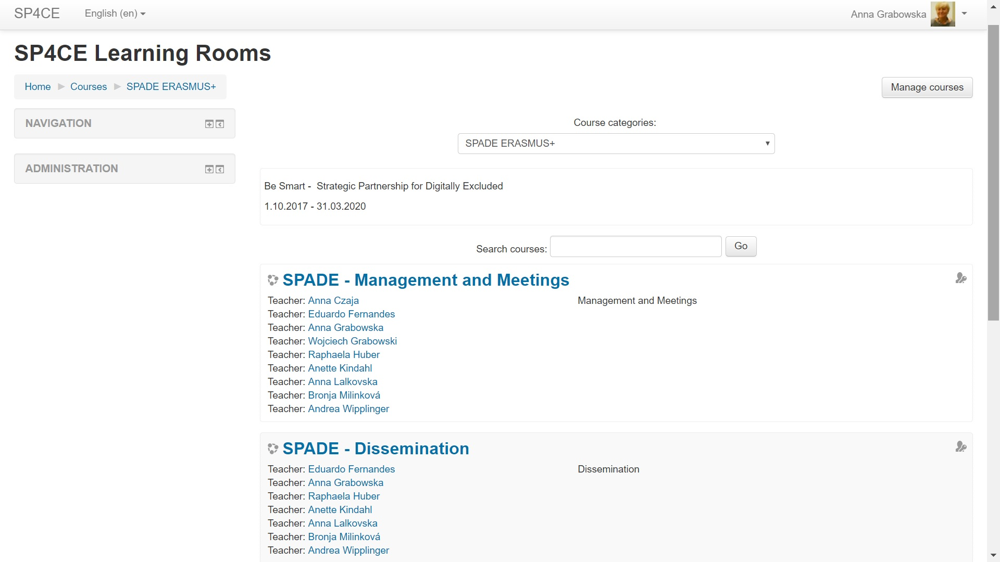 SP4CE
English (en)
Anna Grabowska
SP4CE Learning Rooms
Home
Courses
SPADE ERASMUS+
Manage courses
NAVIGATION
ADMINISTRATION
Course categories:
SPADE ERASMUS+
Be Smart -  Strategic Partnership for Digitally Excluded
1.10.2017 - 31.03.2020
Search courses:
Go
SPADE - Management and Meetings
Teacher: Anna Czaja
Teacher: Eduardo Fernandes
Teacher: Anna Grabowska
Teacher: Wojciech Grabowski
Teacher: Raphaela Huber
Teacher: Anette Kindahl
Teacher: Anna Lalkovska
Teacher: Bronja Milinková
Teacher: Andrea Wipplinger
Management and Meetings
SPADE - Dissemination
Teacher: Eduardo Fernandes
Teacher: Anna Grabowska
Teacher: Raphaela Huber
Teacher: Anette Kindahl
Teacher: Anna Lalkovska
Teacher: Bronja Milinková
Teacher: Andrea Wipplinger
Dissemination